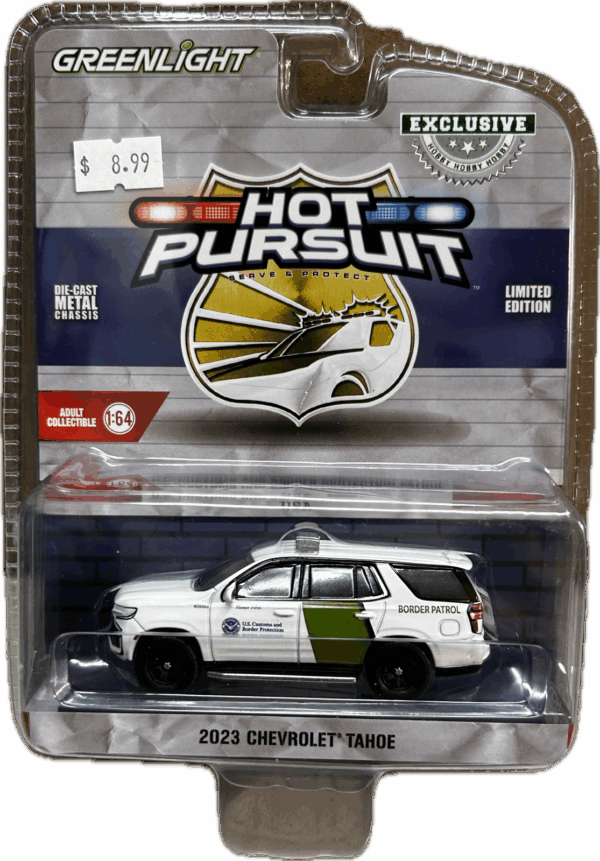 GREENLIGHT
EXCLUSIVE
HOBBY HOBBY HOBBY
$ 8.99
HOT
PURSUIT
SERVE & PROTECT
™
DIE-CAST
METAL
CHASSIS
LIMITED
EDITION
ADULT
COLLECTIBLE
1:64
U.S. Customs and
Border Protection
BORDER PATROL
2023 CHEVROLET® TAHOE